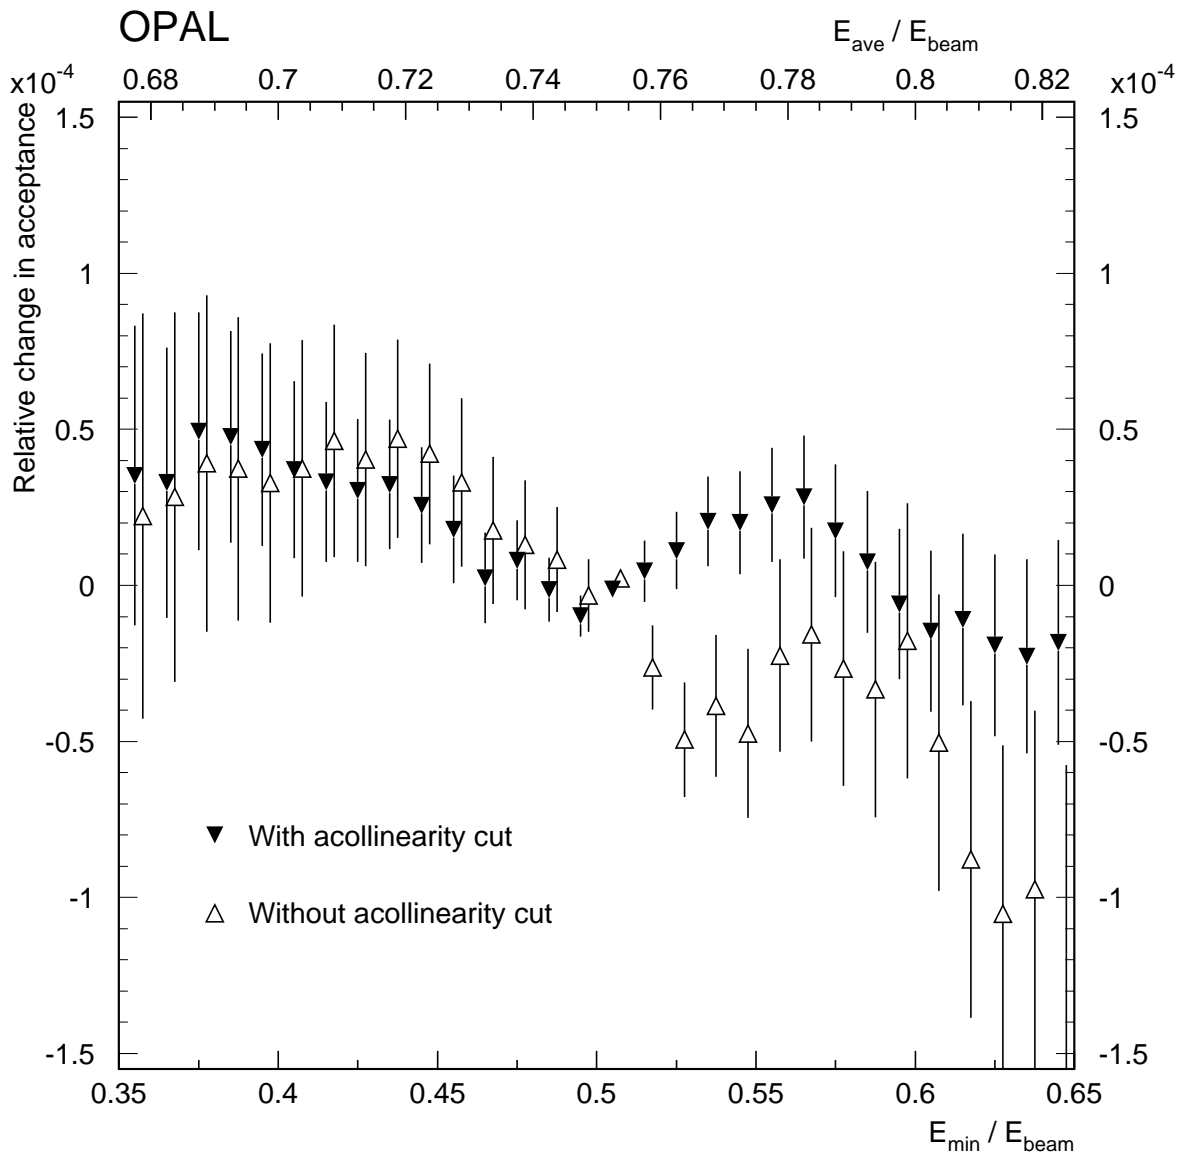 OPAL
E_ave / E_beam
x10^-4
0.68 0.7 0.72 0.74 0.76 0.78 0.8 0.82
x10^-4
Relative change in acceptance
1.5 1.5
1 1
0.5 0.5
0 0
-0.5 -0.5
With acollinearity cut
-1 -1
Without acollinearity cut
-1.5 -1.5
0.35 0.4 0.45 0.5 0.55 0.6 0.65
E_min / E_beam